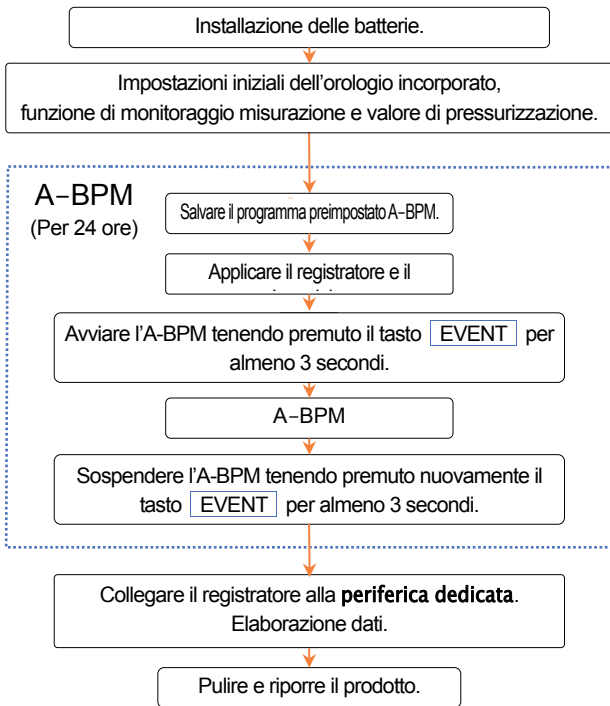 Installazione delle batterie.
Impostazioni iniziali dell'orologio incorporato,
funzione di monitoraggio misurazione e valore di pressurizzazione.
A-BPM
(Per 24 ore)
Salvare il programma preimpostato A-BPM.
Applicare il registratore e il
Avviare l'A-BPM tenendo premuto il tasto EVENT per
almeno 3 secondi.
A-BPM
Sospendere l'A-BPM tenendo premuto nuovamente il
tasto EVENT per almeno 3 secondi.
Collegare il registratore alla periferica dedicata.
Elaborazione dati.
Pulire e riporre il prodotto.